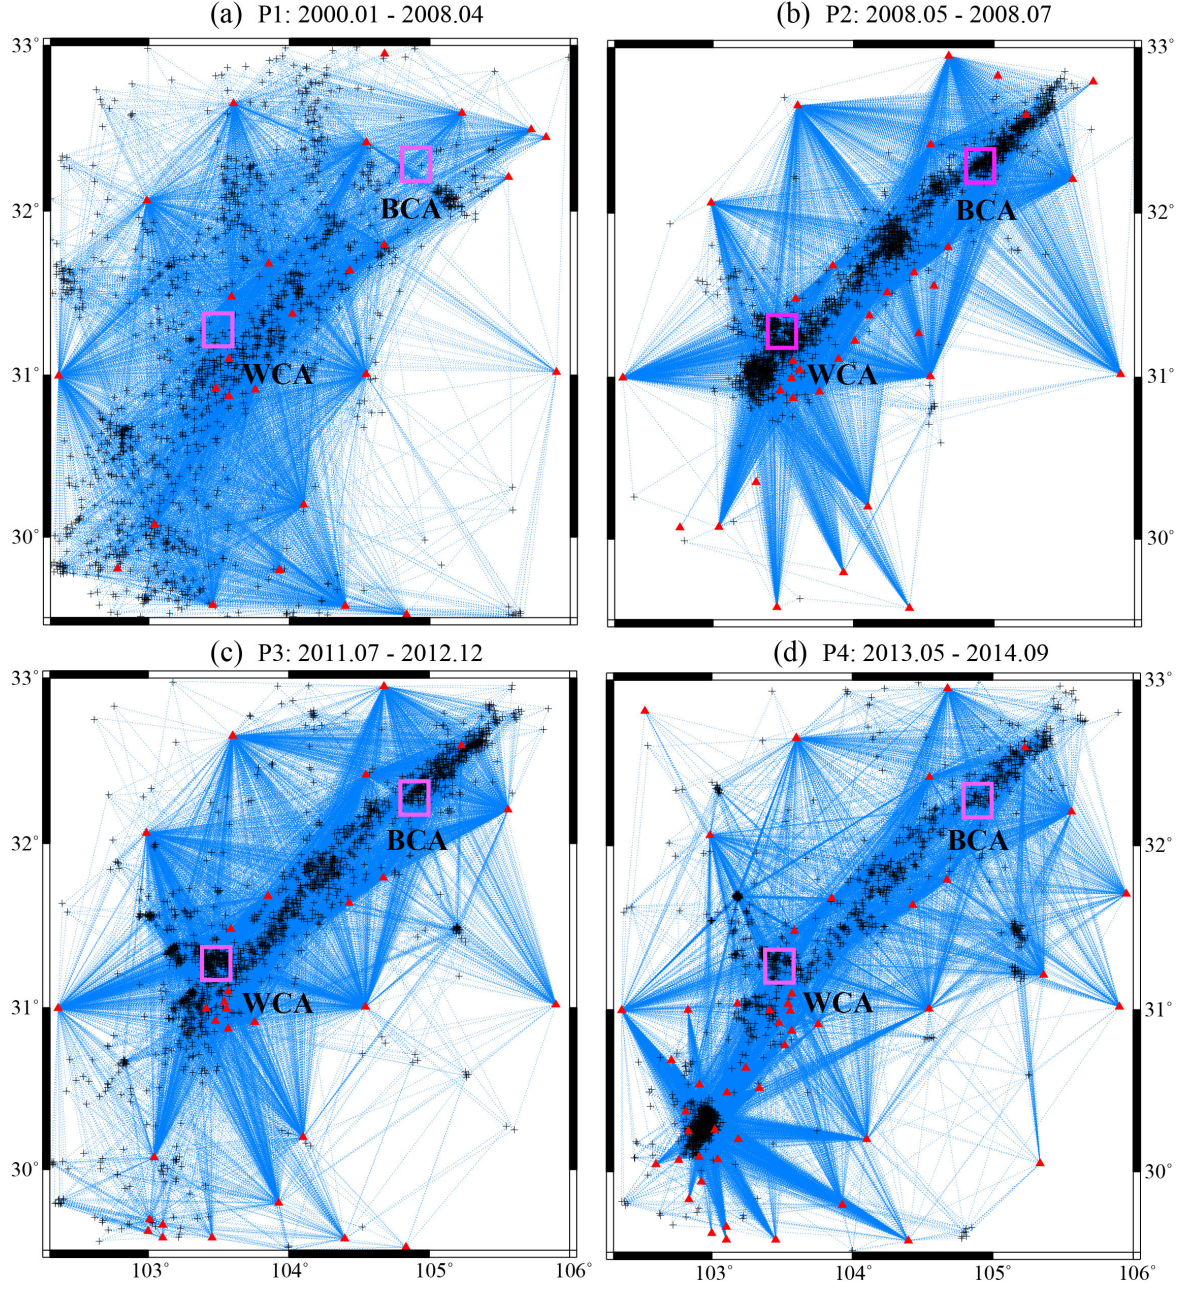 (a) P1: 2000.01 - 2008.04
(b) P2: 2008.05 - 2008.07
33°
33°
BCA
BCA
32°
32°
WCA
WCA
31°
31°
30°
30°
(c) P3: 2011.07 - 2012.12
(d) P4: 2013.05 - 2014.09
33°
33°
BCA
BCA
32°
32°
WCA
WCA
31°
31°
30°
30°
103° 104° 105° 106°
103° 104° 105° 106°